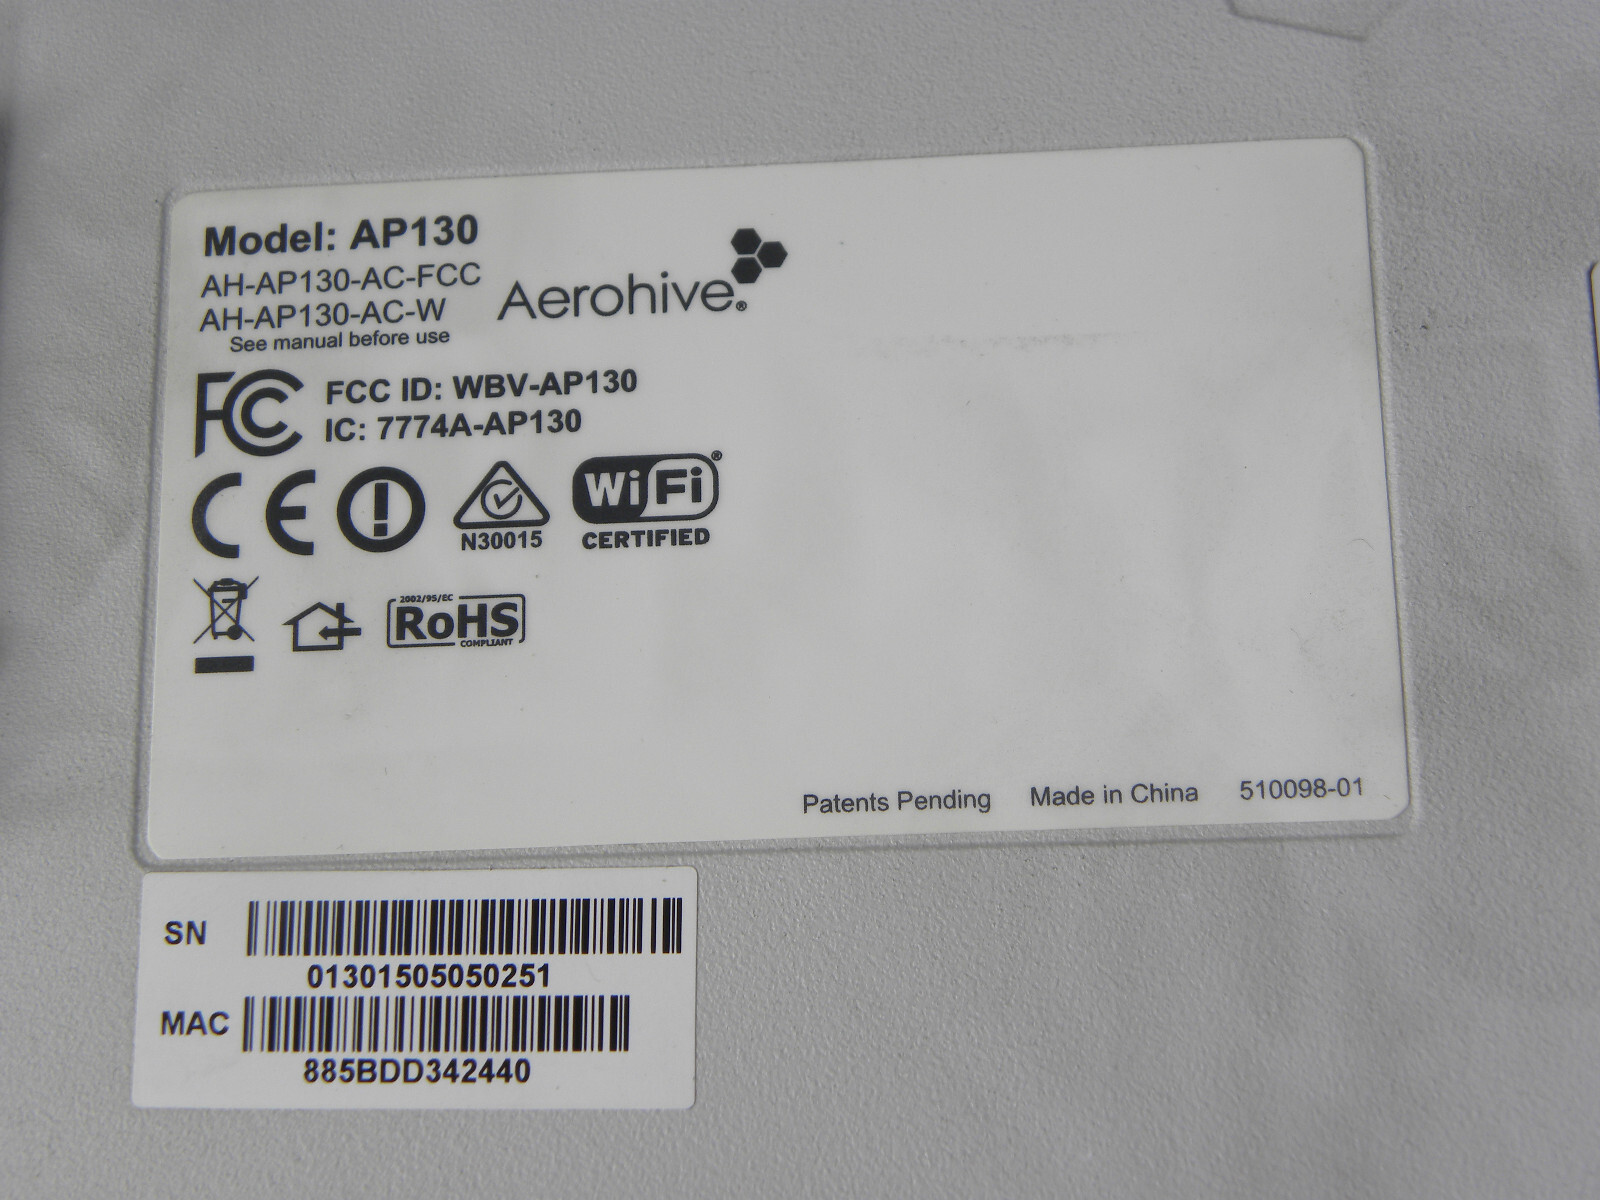 Model: AP130
AH-AP130-AC-FCC
AH-AP130-AC-W
See manual before use
Aerohive®
FC FCC ID: WBV-AP130
IC: 7774A-AP130
CE
N30015
WiFi®
CERTIFIED
2002/95/EC
RoHS
COMPLIANT
Patents Pending Made in China 510098-01
SN
01301505050251
MAC
885BDD342440